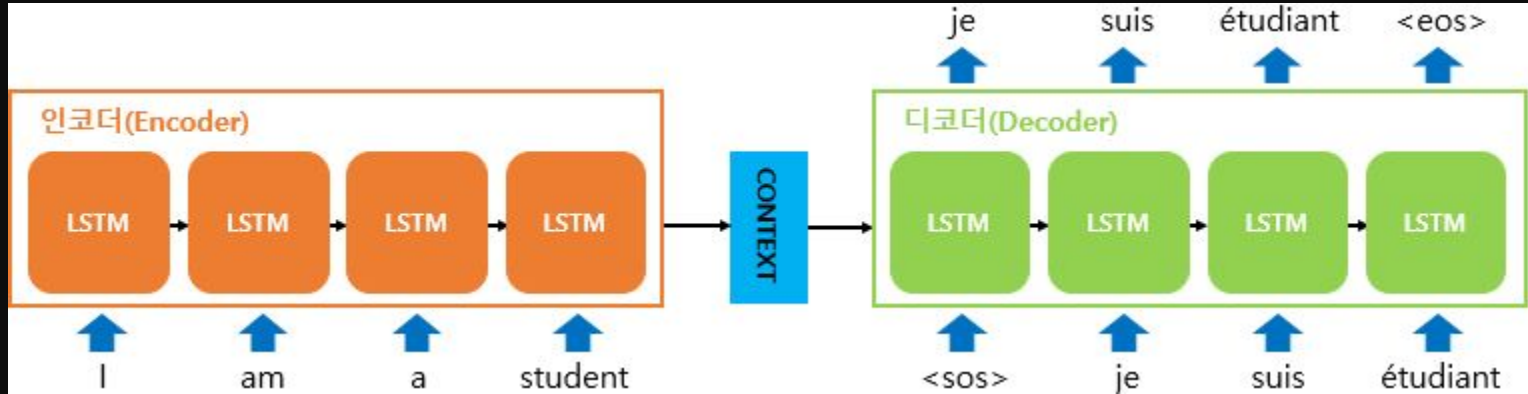 je suis étudiant <eos>
인코더(Encoder)
디코더(Decoder)
LSTM LSTM LSTM LSTM
CONTEXT
LSTM LSTM LSTM LSTM
I am a student
<sos> je suis étudiant